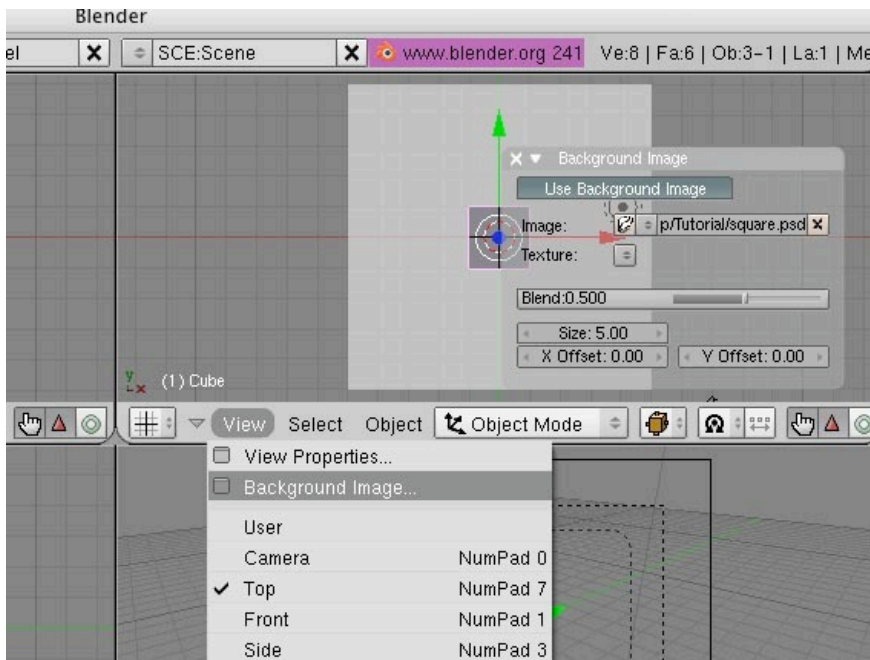 Blender
el SCE:Scene www.blender.org 241 Ve:8 | Fa:6 | Ob:3-1 | La:1 | Me
Background Image
Use Background Image
Image: p/Tutorial/square.psd
Texture:
Blend:0.500
Size: 5.00
X Offset: 0.00 Y Offset: 0.00
y
x (1) Cube
View Select Object Object Mode
View Properties...
Background Image...
User
Camera NumPad 0
Top NumPad 7
Front NumPad 1
Side NumPad 3